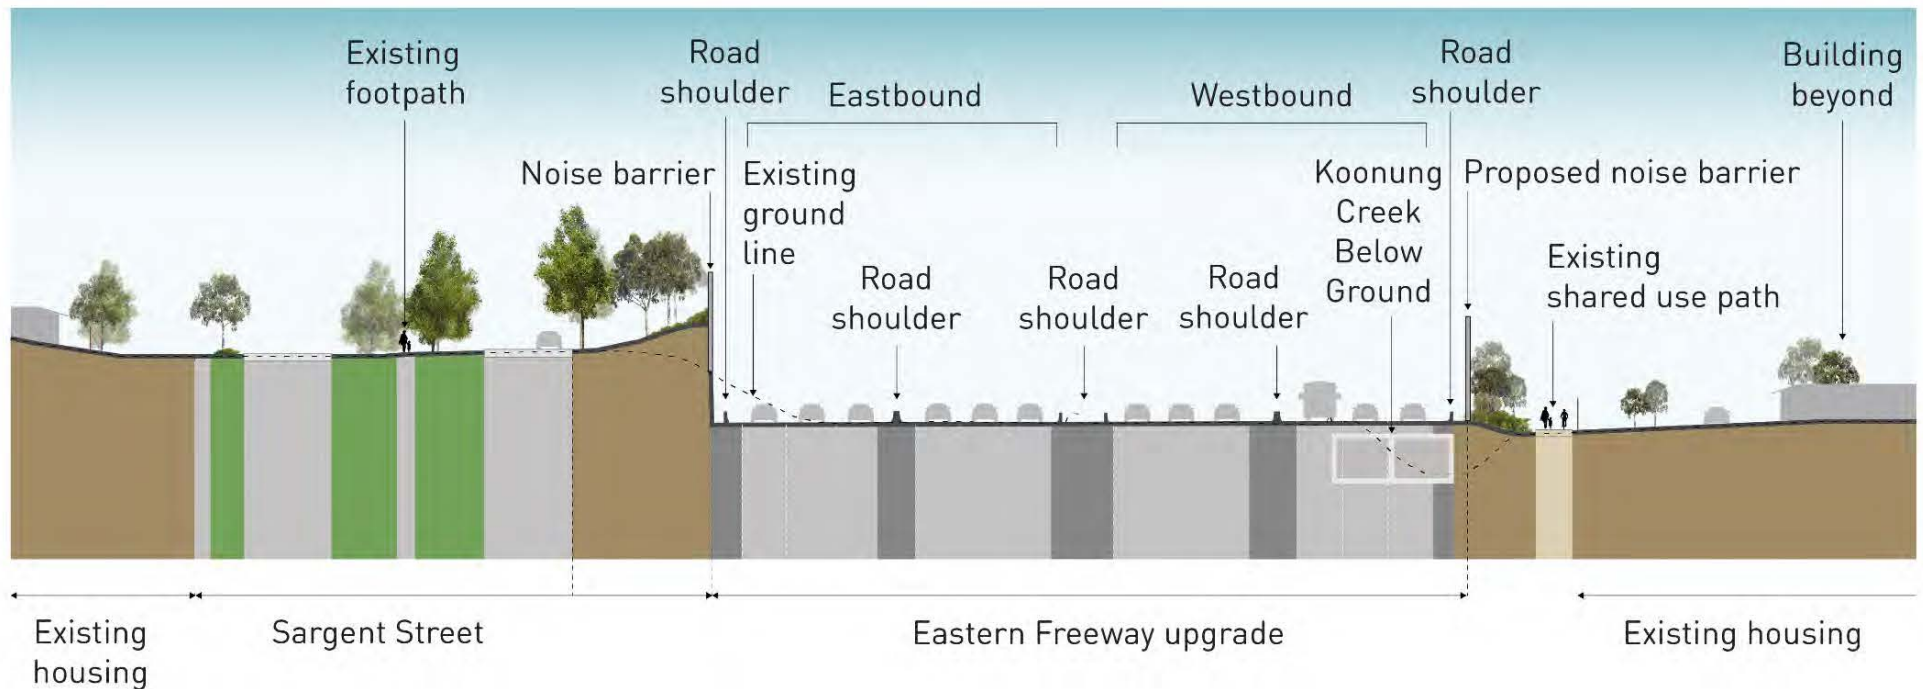 Existing
footpath
Road
shoulder
Eastbound
Westbound
Road
shoulder
Building
beyond
Noise barrier
Existing
ground
line
Koonung
Creek
Below
Ground
Proposed noise barrier
Road
shoulder
Road
shoulder
Road
shoulder
Existing
shared use path
Existing
housing
Sargent Street
Eastern Freeway upgrade
Existing housing